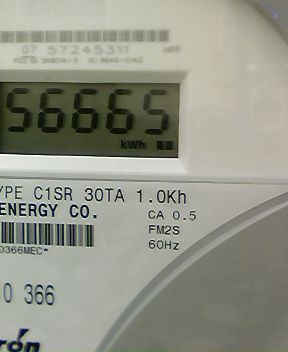 07 57245311
56665
kWh
YPE C1SR 30TA 1.0Kh
ENERGY CO.
CA 0.5
FM2S
60Hz
0366MEC*
0 366
rón